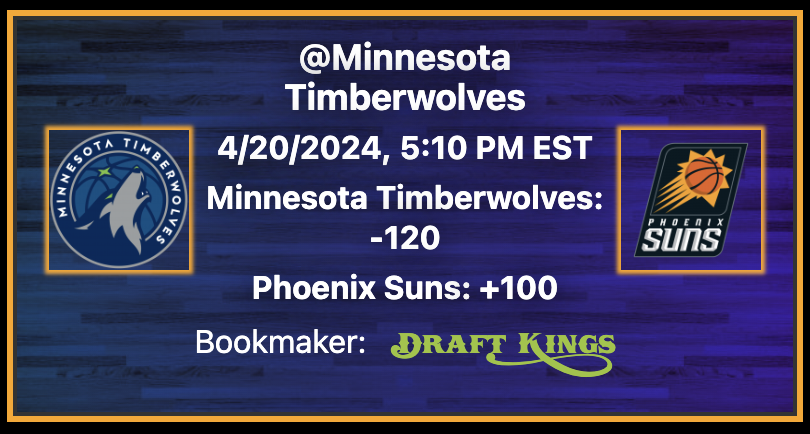 @Minnesota
Timberwolves
4/20/2024, 5:10 PM EST
MINNESOTA TIMBERWOLVES
PHOENIX
SUNS
Minnesota Timberwolves:
-120
Phoenix Suns: +100
Bookmaker: DRAFT KINGS